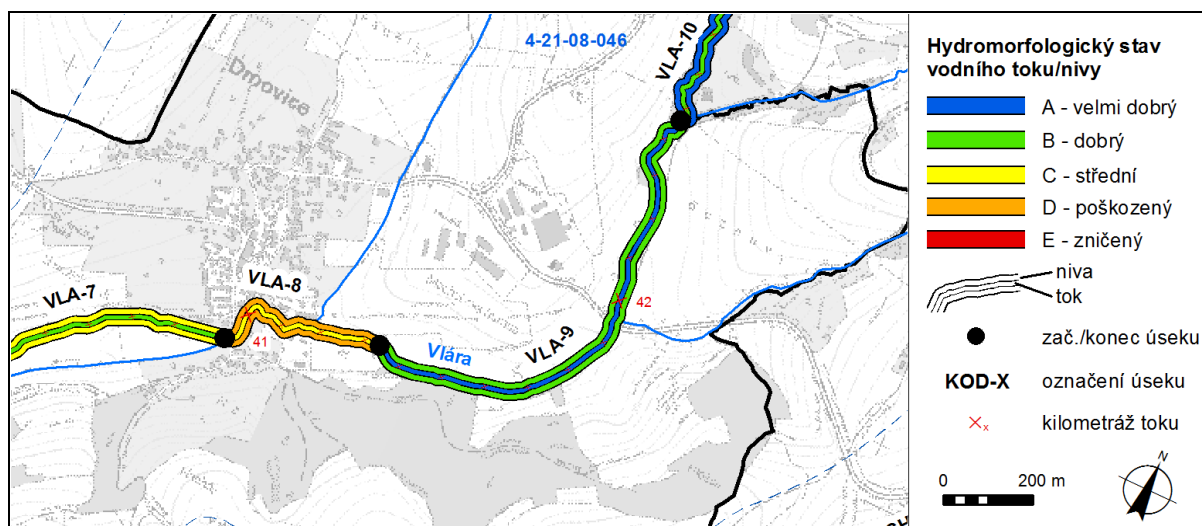 4-21-08-046
VLA-10
Drnovice
VLA-7
VLA-8
41
Vlára
VLA-9
42
Hydromorfologický stav
vodního toku/nivy
A - velmi dobrý
B - dobrý
C - střední
D - poškozený
E - zničený
niva
tok
zač./konec úseku
KOD-X označení úseku
x kilometráž toku
N
0 200 m